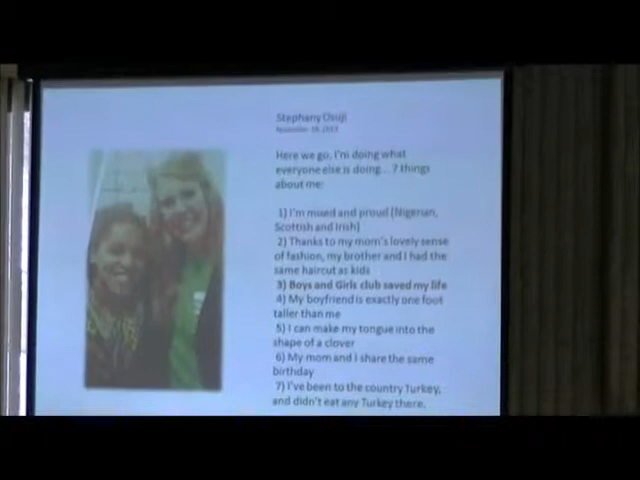 Stephany Osuji
November 19, 2013
Here we go, I'm doing what
everyone else is doing... 7 things
about me:
1) I'm mixed and proud (Nigerian,
Scottish and Irish)
2) Thanks to my mom's lovely sense
of fashion, my brother and I had the
same haircut as kids
3) Boys and Girls club saved my life
4) My boyfriend is exactly one foot
taller than me
5) I can make my tongue into the
shape of a clover
6) My mom and I share the same
birthday
7) I've been to the country Turkey,
and didn't eat any Turkey there.